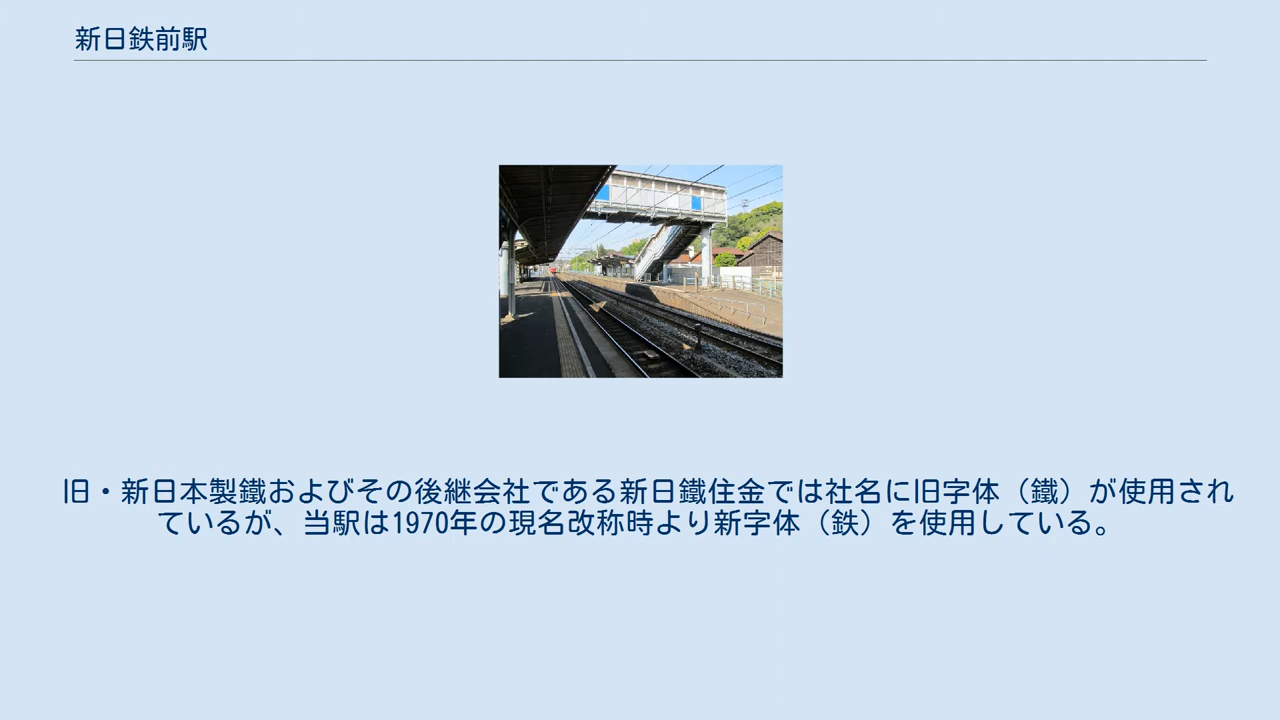 新日鉄前駅
旧・新日本製鐵およびその後継会社である新日鐵住金では社名に旧字体（鐵）が使用され
ているが、当駅は1970年の現名改称時より新字体（鉄）を使用している。